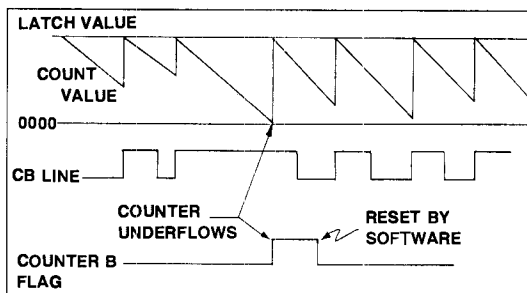 LATCH VALUE
COUNT
VALUE
0000
CB LINE
COUNTER
UNDERFLOWS
RESET BY
SOFTWARE
COUNTER B
FLAG